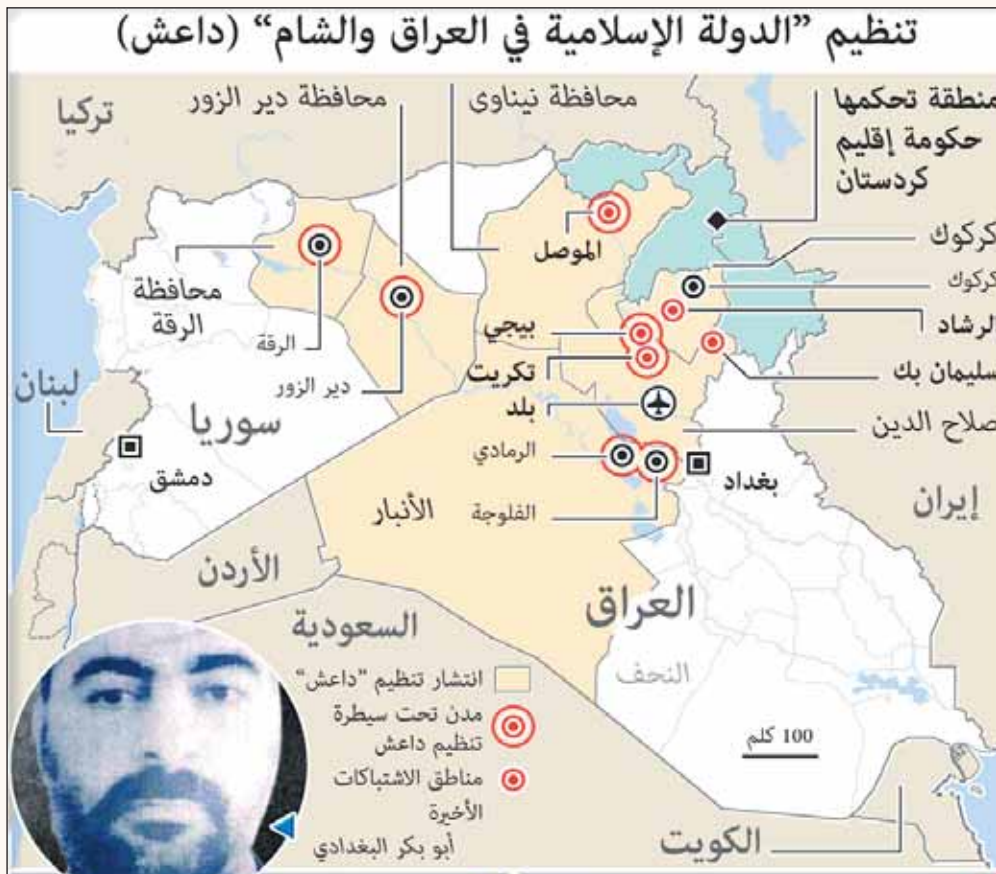 تنظيم "الدولة الإسلامية في العراق والشام" (داعش)
تركيا
محافظة دير الزور
محافظة نينوى
منطقة تحكمها
حكومة إقليم
كردستان
كركوك
كركوك
الرشاد
سليمان بك
صلاح الدين
الموصل
محافظة
الرقة
الرقة
دير الزور
بيجي
تكريت
بلد
الرمادي
الفلوجة
بغداد
لبنان
سوريا
دمشق
الأنبار
إيران
الأردن
العراق
السعودية
النحف
100 كلم
الكويت
انتشار تنظيم "داعش"
مدن تحت سيطرة
تنظيم داعش
مناطق الاشتباكات
الأخيرة
أبو بكر البغدادي